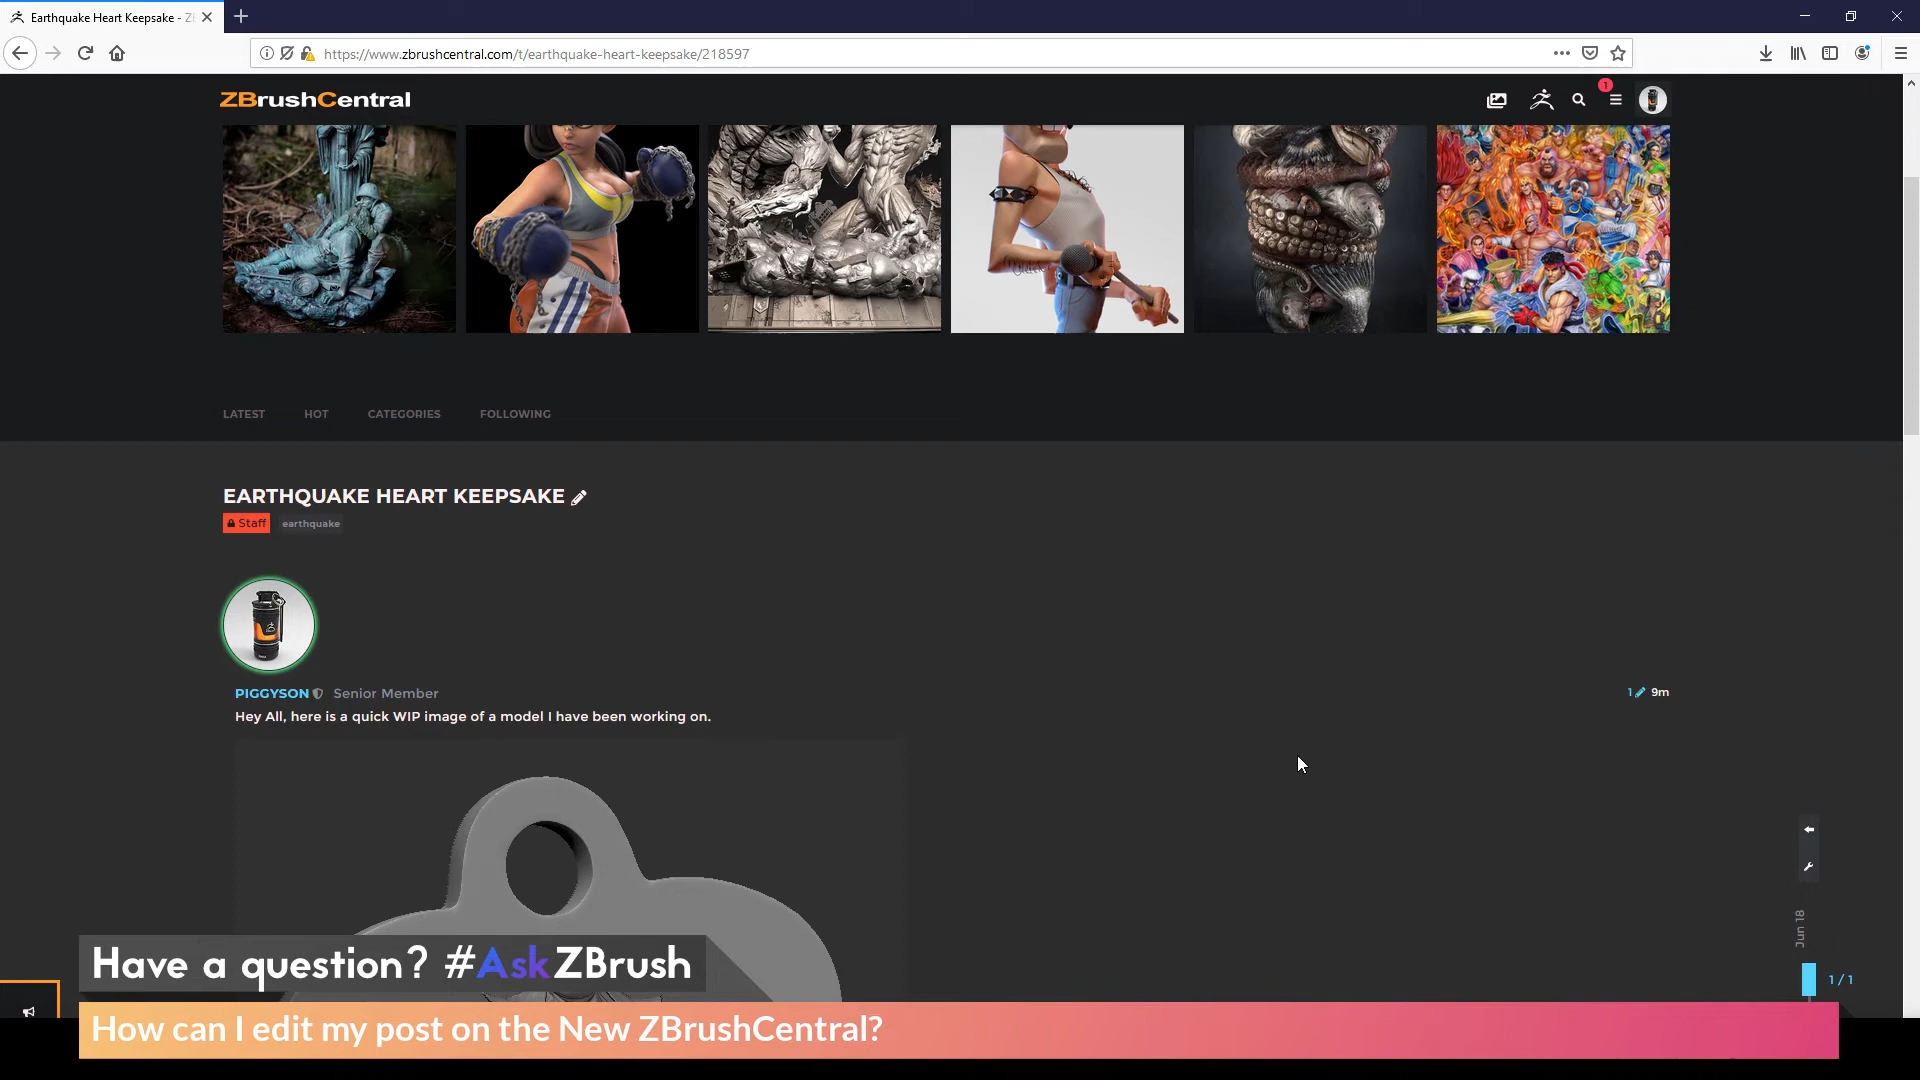 Earthquake Heart Keepsake - Z
https://www.zbrushcentral.com/t/earthquake-heart-keepsake/218597
ZBrushCentral
1
LATEST HOT CATEGORIES FOLLOWING
EARTHQUAKE HEART KEEPSAKE
Staff earthquake
PIGGYSON Senior Member
1 9m
Hey All, here is a quick WIP image of a model I have been working on.
Jun 18
1 / 1
Have a question? #AskZBrush
How can I edit my post on the New ZBrushCentral?